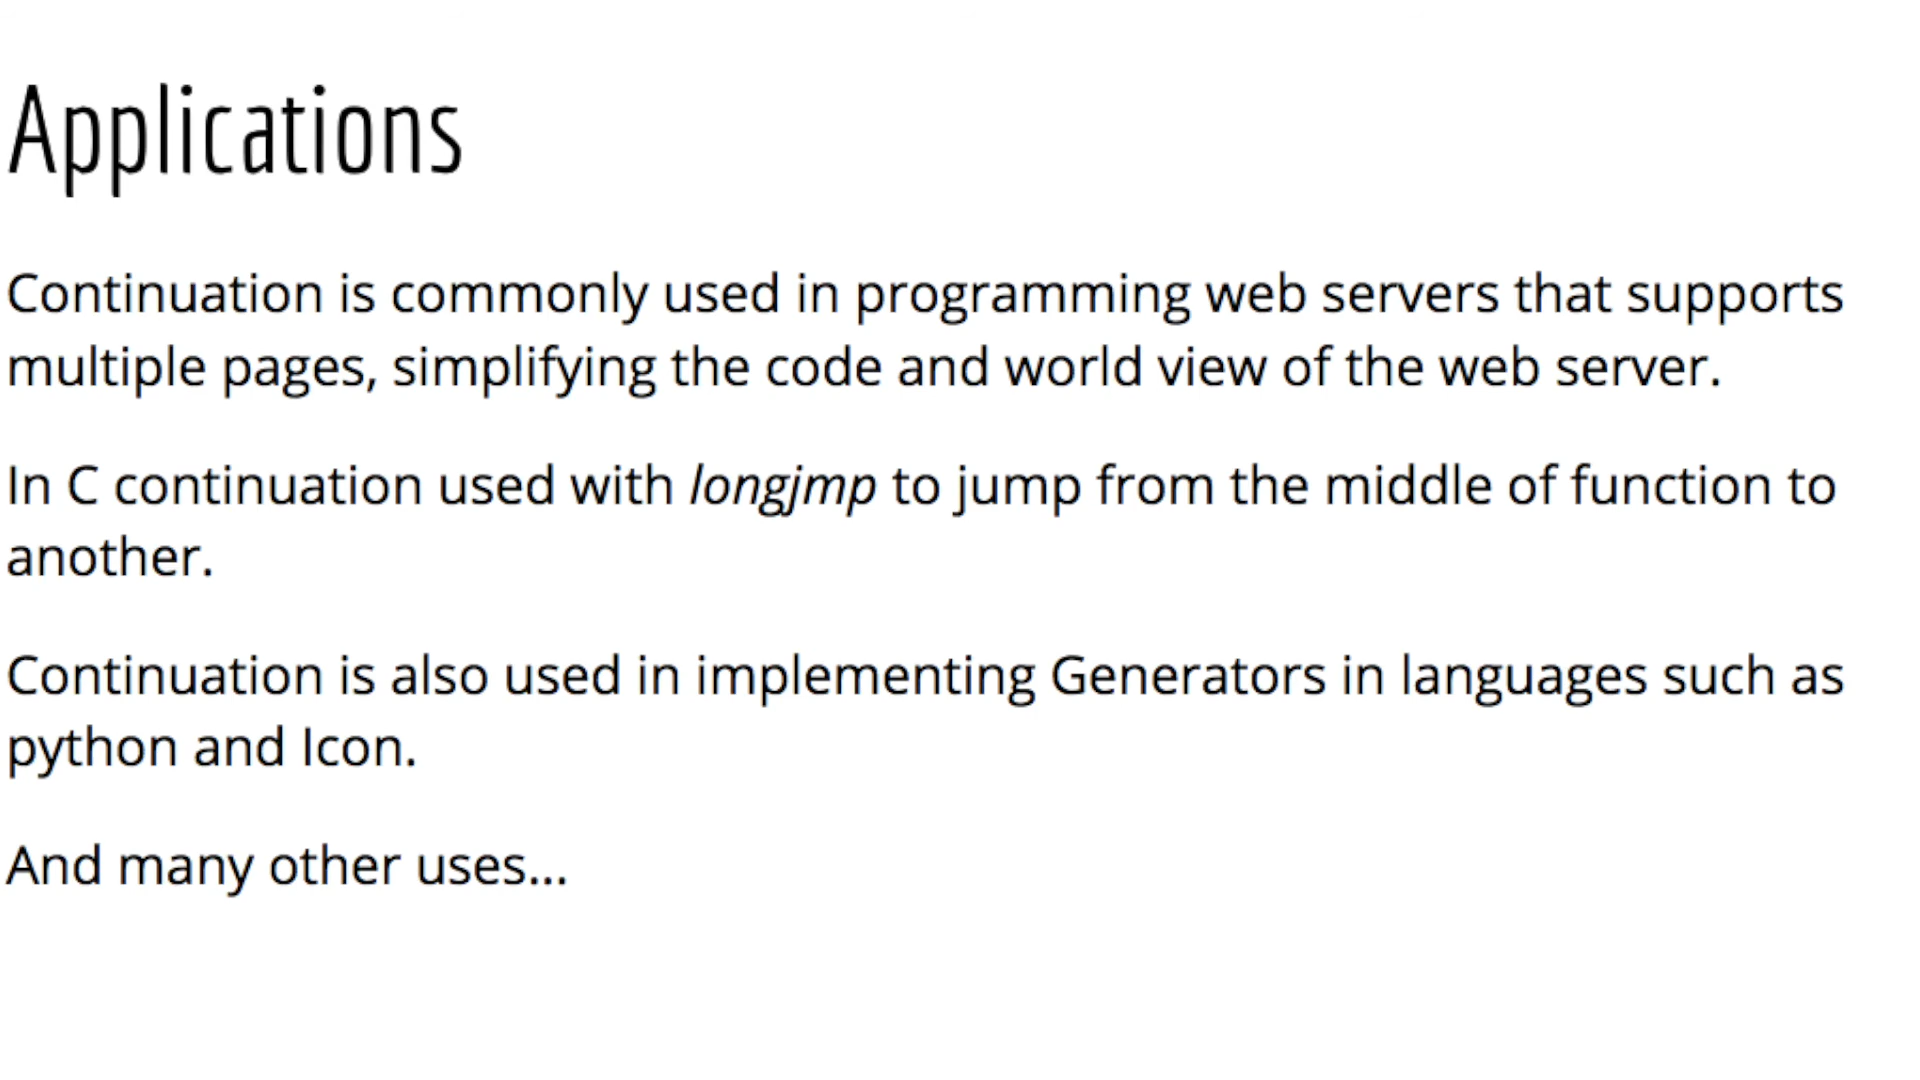 Applications
Continuation is commonly used in programming web servers that supports
multiple pages, simplifying the code and world view of the web server.
In C continuation used with longjmp to jump from the middle of function to
another.
Continuation is also used in implementing Generators in languages such as
python and Icon.
And many other uses...